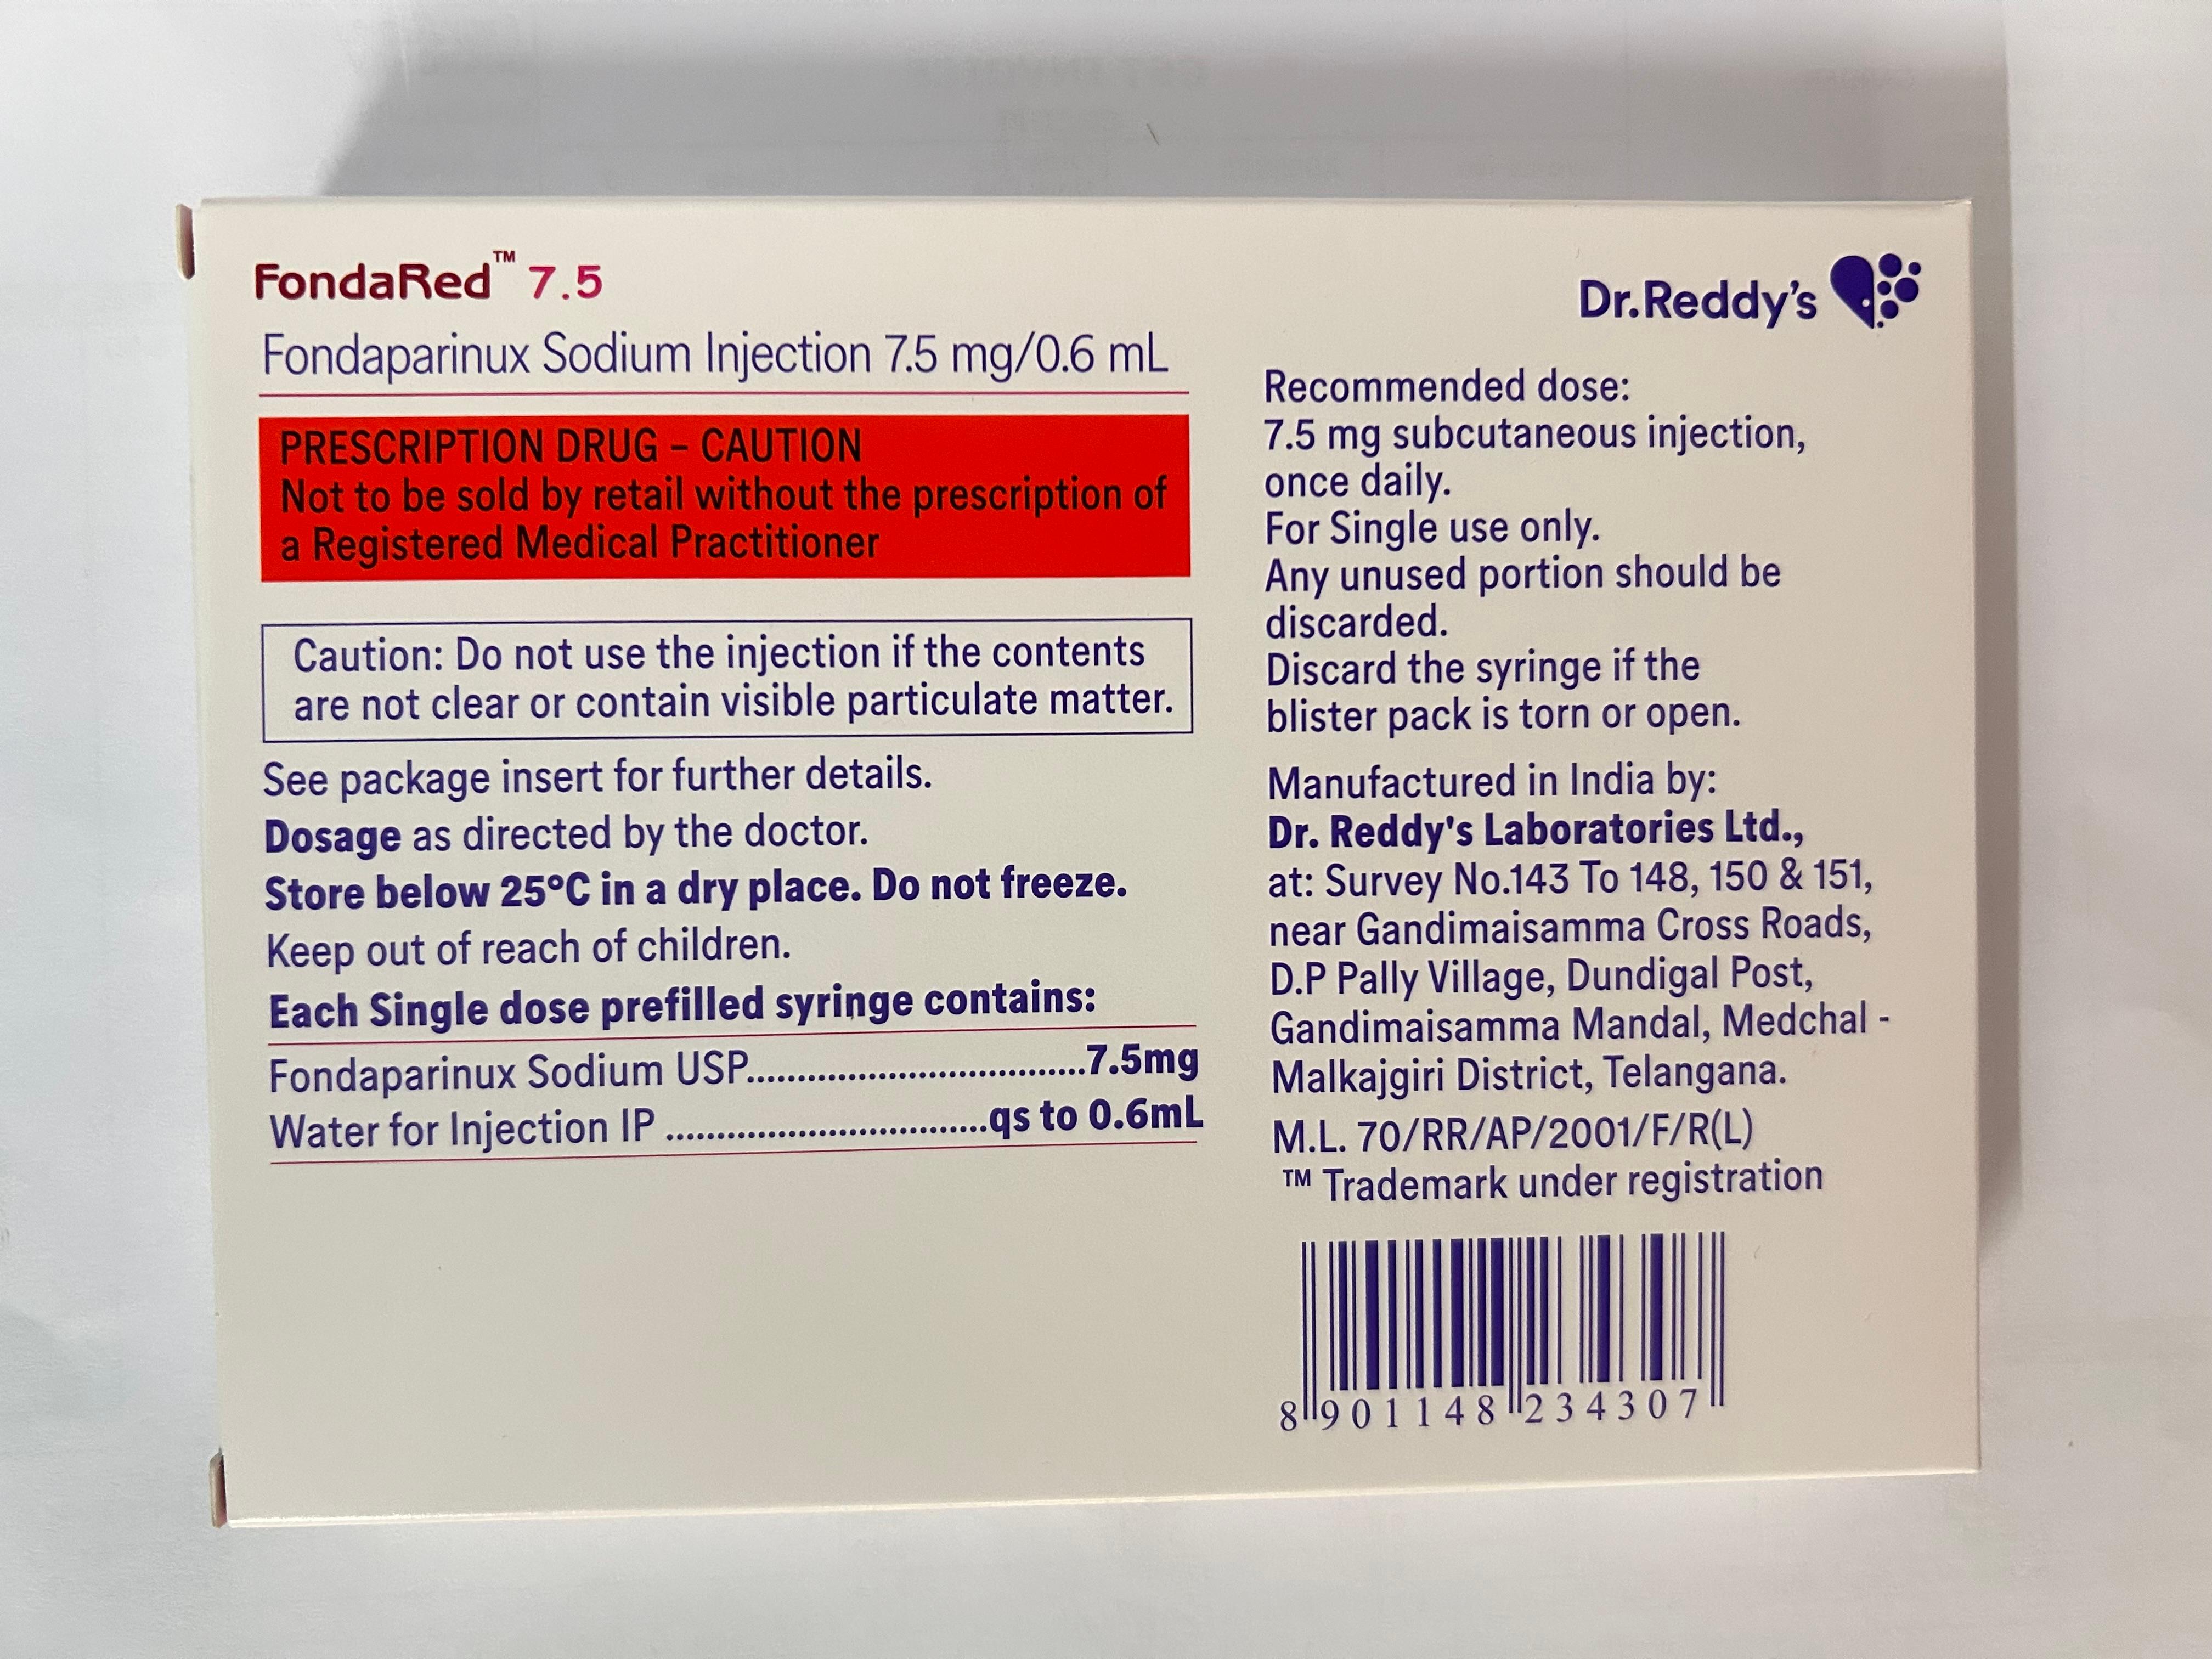 FondaRed™ 7.5
Fondaparinux Sodium Injection 7.5 mg/0.6 mL
PRESCRIPTION DRUG – CAUTION
Not to be sold by retail without the prescription of
a Registered Medical Practitioner
Caution: Do not use the injection if the contents
are not clear or contain visible particulate matter.
See package insert for further details.
Dosage as directed by the doctor.
Store below 25°C in a dry place. Do not freeze.
Keep out of reach of children.
Each Single dose prefilled syringe contains:
Fondaparinux Sodium USP..................................7.5mg
Water for Injection IP ................................qs to 0.6mL
Dr.Reddy's
Recommended dose:
7.5 mg subcutaneous injection,
once daily.
For Single use only.
Any unused portion should be
discarded.
Discard the syringe if the
blister pack is torn or open.
Manufactured in India by:
Dr. Reddy's Laboratories Ltd.,
at: Survey No.143 To 148, 150 & 151,
near Gandimaisamma Cross Roads,
D.P Pally Village, Dundigal Post,
Gandimaisamma Mandal, Medchal -
Malkajgiri District, Telangana.
M.L. 70/RR/AP/2001/F/R(L)
™ Trademark under registration
8 901148 234307